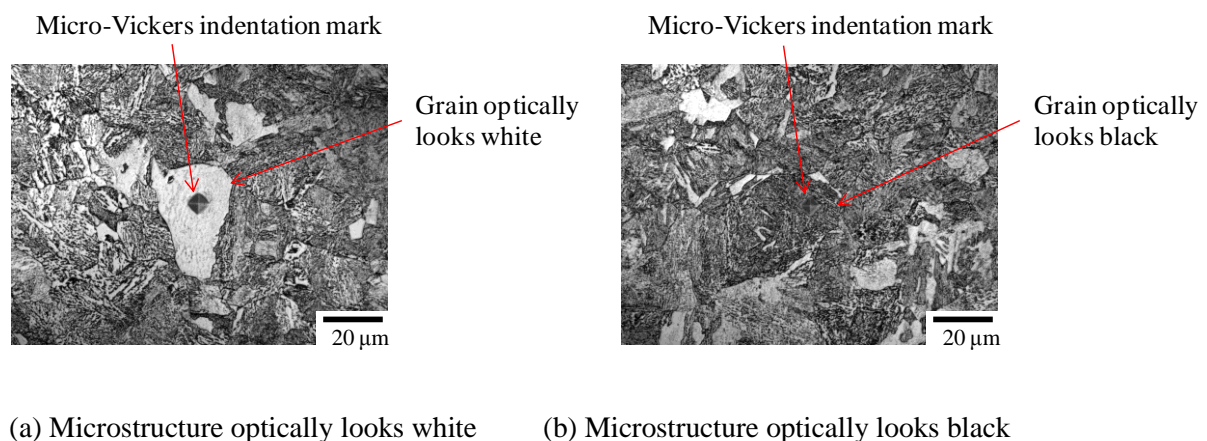 Micro-Vickers indentation mark
Micro-Vickers indentation mark
Grain optically
looks white
Grain optically
looks black
20 μm
20 μm
(a) Microstructure optically looks white
(b) Microstructure optically looks black